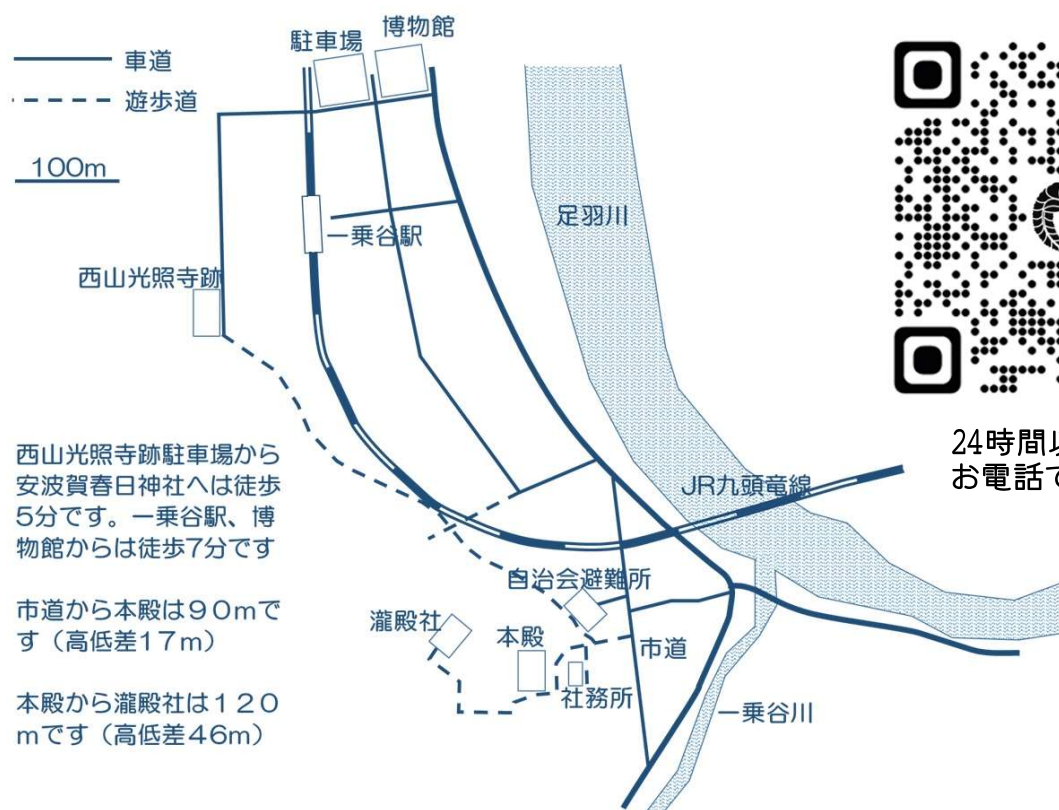 駐車場
博物館
車道
遊歩道
100m
一乗谷駅
足羽川
西山光照寺跡
西山光照寺跡駐車場から
安波賀春日神社へは徒歩
5分です。一乗谷駅、博
物館からは徒歩7分です
市道から本殿は90mで
す（高低差17m）
本殿から瀧殿社は120
mです（高低差46m）
24時間以
お電話で
JR九頭竜線
自治会避難所
瀧殿社
本殿
市道
社務所
一乗谷川